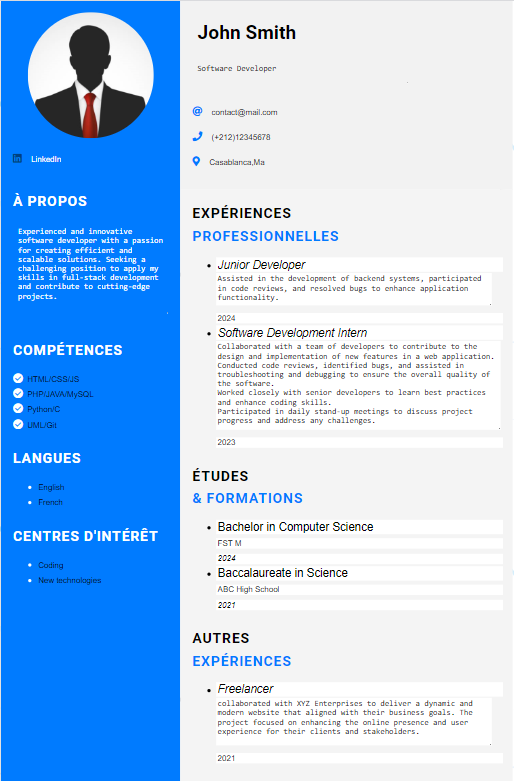 John Smith
Software Developer
contact@mail.com
(+212)12345678
Casablanca,Ma
LinkedIn
À PROPOS
Experienced and innovative
software developer with a passion
for creating efficient and
scalable solutions. Seeking a
challenging position to apply my
skills in full-stack development
and contribute to cutting-edge
projects.
COMPÉTENCES
HTML/CSS/JS
PHP/JAVA/MySQL
Python/C
UML/Git
LANGUES
English
French
CENTRES D'INTÉRÊT
Coding
New technologies
EXPÉRIENCES
PROFESSIONNELLES
Junior Developer
Assisted in the development of backend systems, participated
in code reviews, and resolved bugs to enhance application
functionality.
2024
Software Development Intern
Collaborated with a team of developers to contribute to the
design and implementation of new features in a web application.
Conducted code reviews, identified bugs, and assisted in
troubleshooting and debugging to ensure the overall quality of
the software.
Worked closely with senior developers to learn best practices
and enhance coding skills.
Participated in daily stand-up meetings to discuss project
progress and address any challenges.
2023
ÉTUDES
& FORMATIONS
Bachelor in Computer Science
FST M
2024
Baccalaureate in Science
ABC High School
2021
AUTRES
EXPÉRIENCES
Freelancer
collaborated with XYZ Enterprises to deliver a dynamic and
modern website that aligned with their business goals. The
project focused on enhancing the online presence and user
experience for their clients and stakeholders.
2021